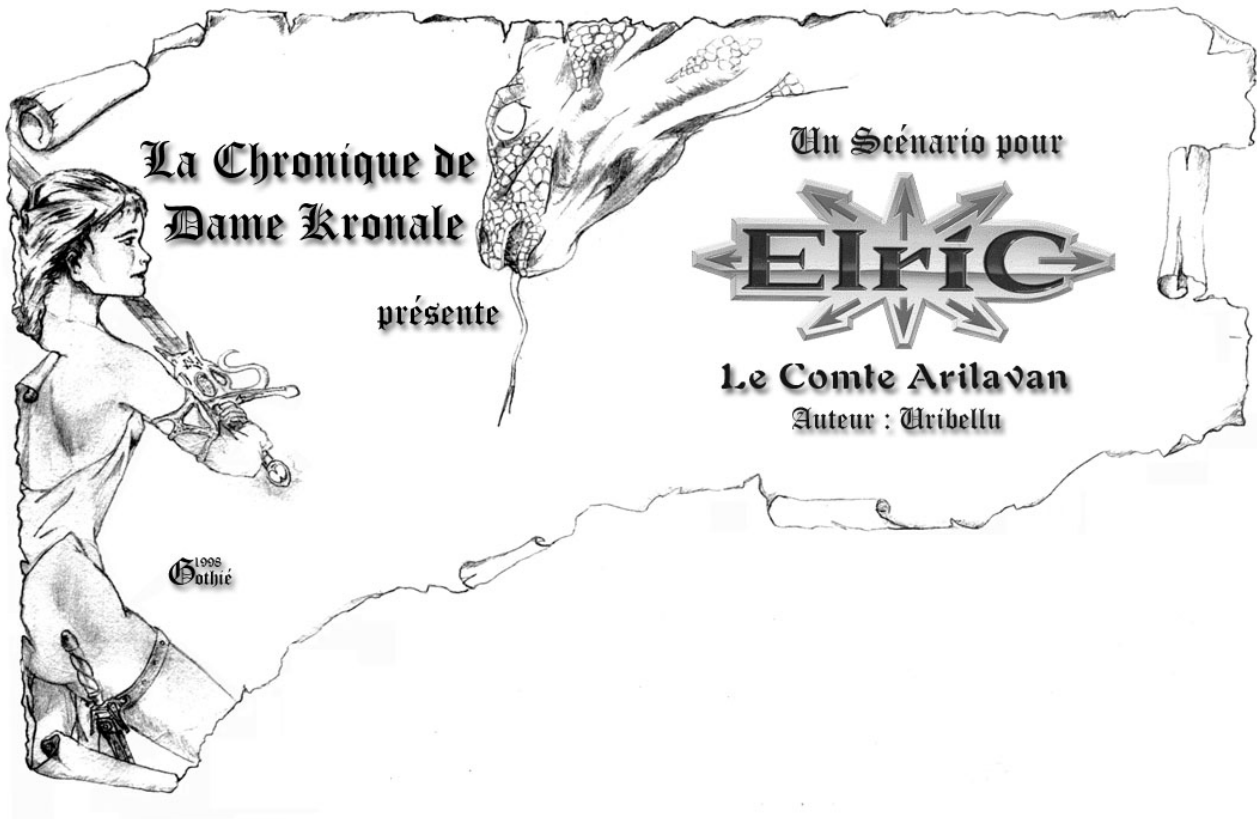 La Chronique de
Dame Kronale
présente
Un Scénario pour
Elric
Le Comte Arilavan
Auteur : Uribellu
1998
Gothié